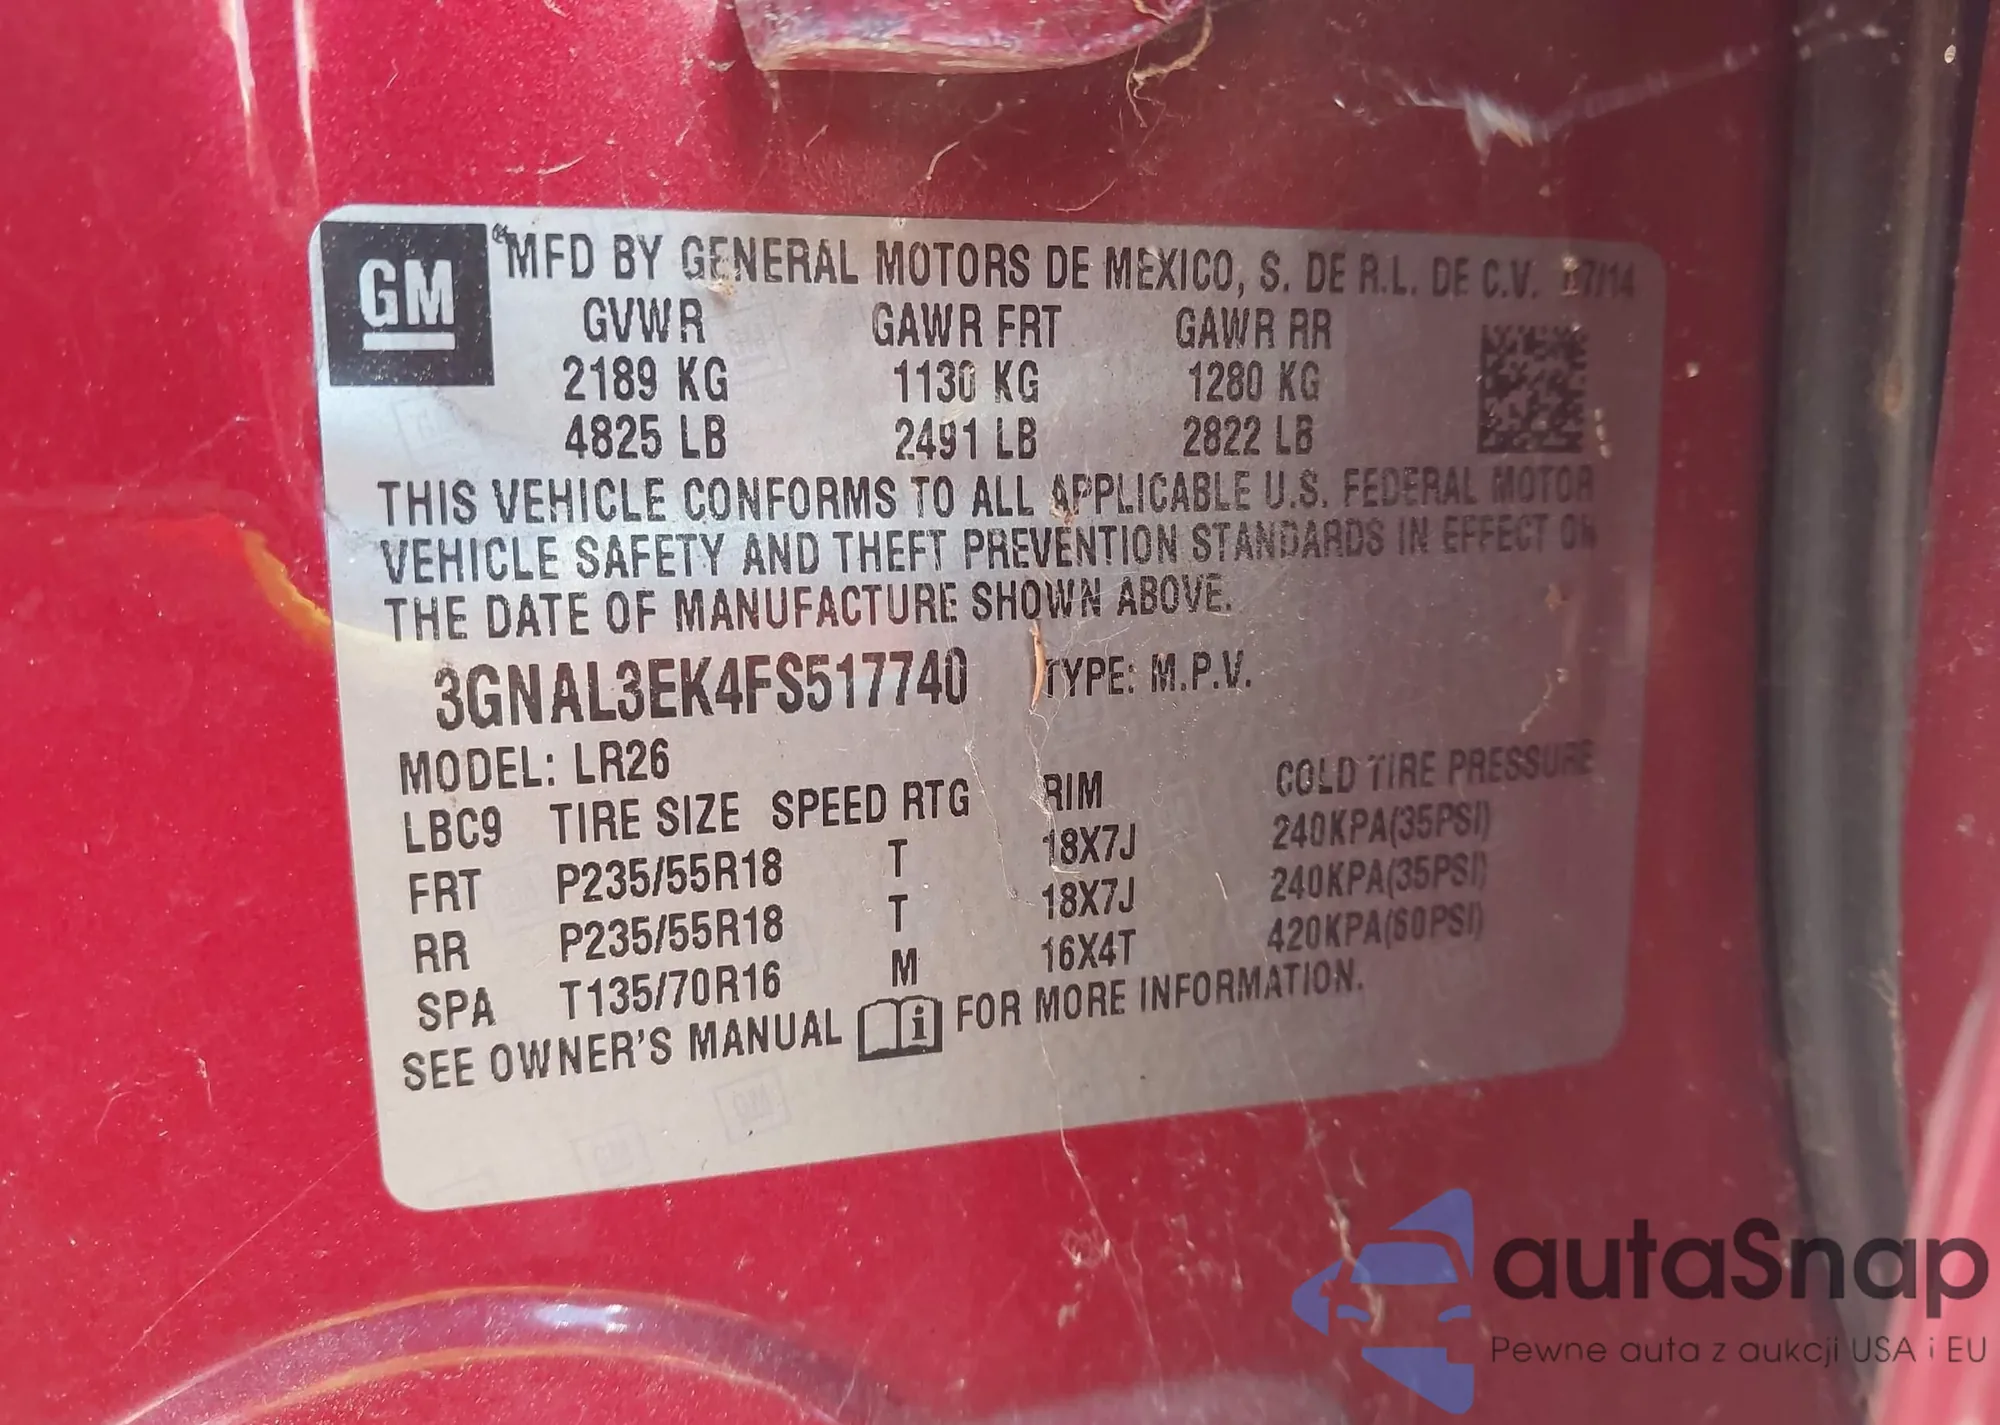 GM
MFD BY GENERAL MOTORS DE MEXICO, S. DE R.L. DE C.V. 07/14
GVWR GAWR FRT GAWR RR
2189 KG 1130 KG 1280 KG
4825 LB 2491 LB 2822 LB
THIS VEHICLE CONFORMS TO ALL APPLICABLE U.S. FEDERAL MOTOR
VEHICLE SAFETY AND THEFT PREVENTION STANDARDS IN EFFECT ON
THE DATE OF MANUFACTURE SHOWN ABOVE.
3GNAL3EK4FS517740 TYPE: M.P.V.
MODEL: LR26
LBC9 TIRE SIZE SPEED RTG RIM COLD TIRE PRESSURE
FRT P235/55R18 T 18X7J 240KPA(35PSI)
RR P235/55R18 T 18X7J 240KPA(35PSI)
SPA T135/70R16 M 16X4T 420KPA(60PSI)
SEE OWNER'S MANUAL i FOR MORE INFORMATION.
autaSnap
Pewne auta z aukcji USA i EU